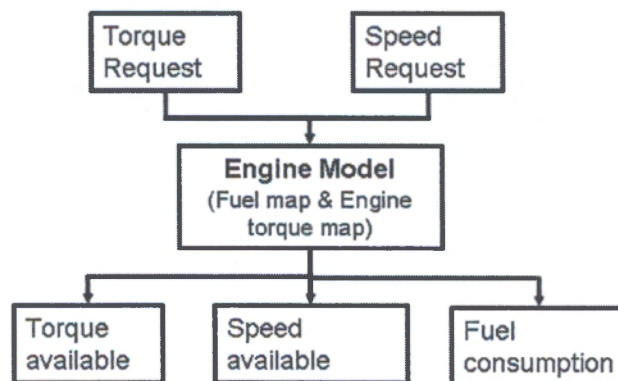 Torque
Request
Speed
Request
Engine Model
(Fuel map & Engine
torque map)
Torque
available
Speed
available
Fuel
consumption